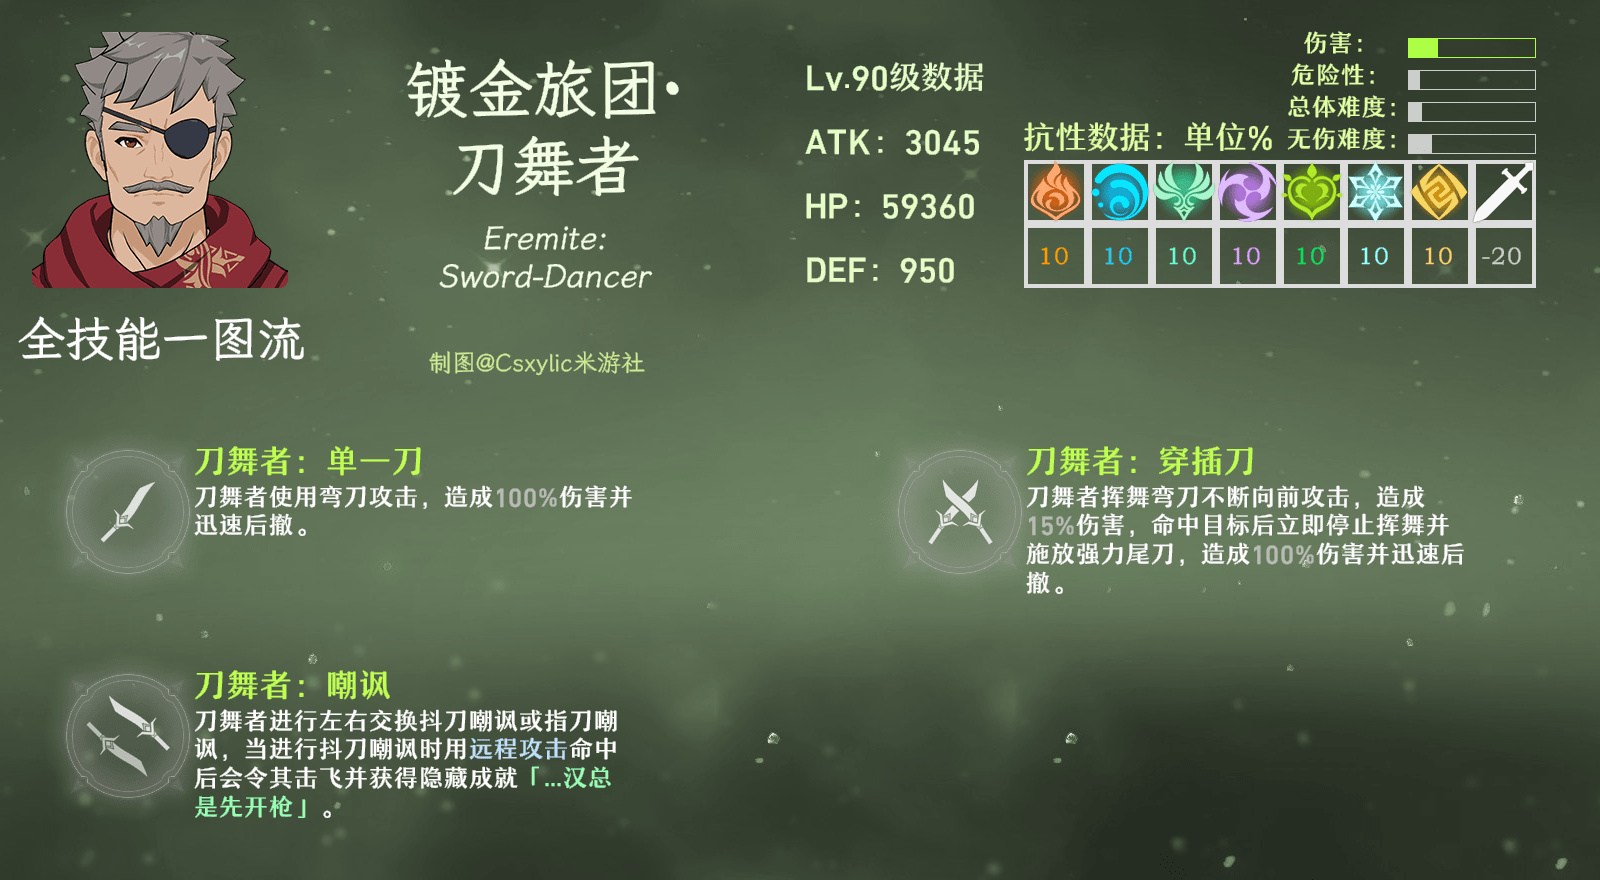 镀金旅团·
刀舞者
Eremite:
Sword-Dancer
全技能一图流
制图@Csxylic米游社
Lv.90级数据
ATK：3045
HP：59360
DEF：950
伤害：
危险性：
总体难度：
无伤难度：
抗性数据：单位%
10 10 10 10 10 10 10 -20
刀舞者：单一刀
刀舞者使用弯刀攻击，造成100%伤害并
迅速后撤。
刀舞者：穿插刀
刀舞者挥舞弯刀不断向前攻击，造成
15%伤害，命中目标后立即停止挥舞并
施放强力尾刀，造成100%伤害并迅速后
撤。
刀舞者：嘲讽
刀舞者进行左右交换抖刀嘲讽或指刀嘲
讽，当进行抖刀嘲讽时用远程攻击命中
后会令其击飞并获得隐藏成就「...汉总
是先开枪」。